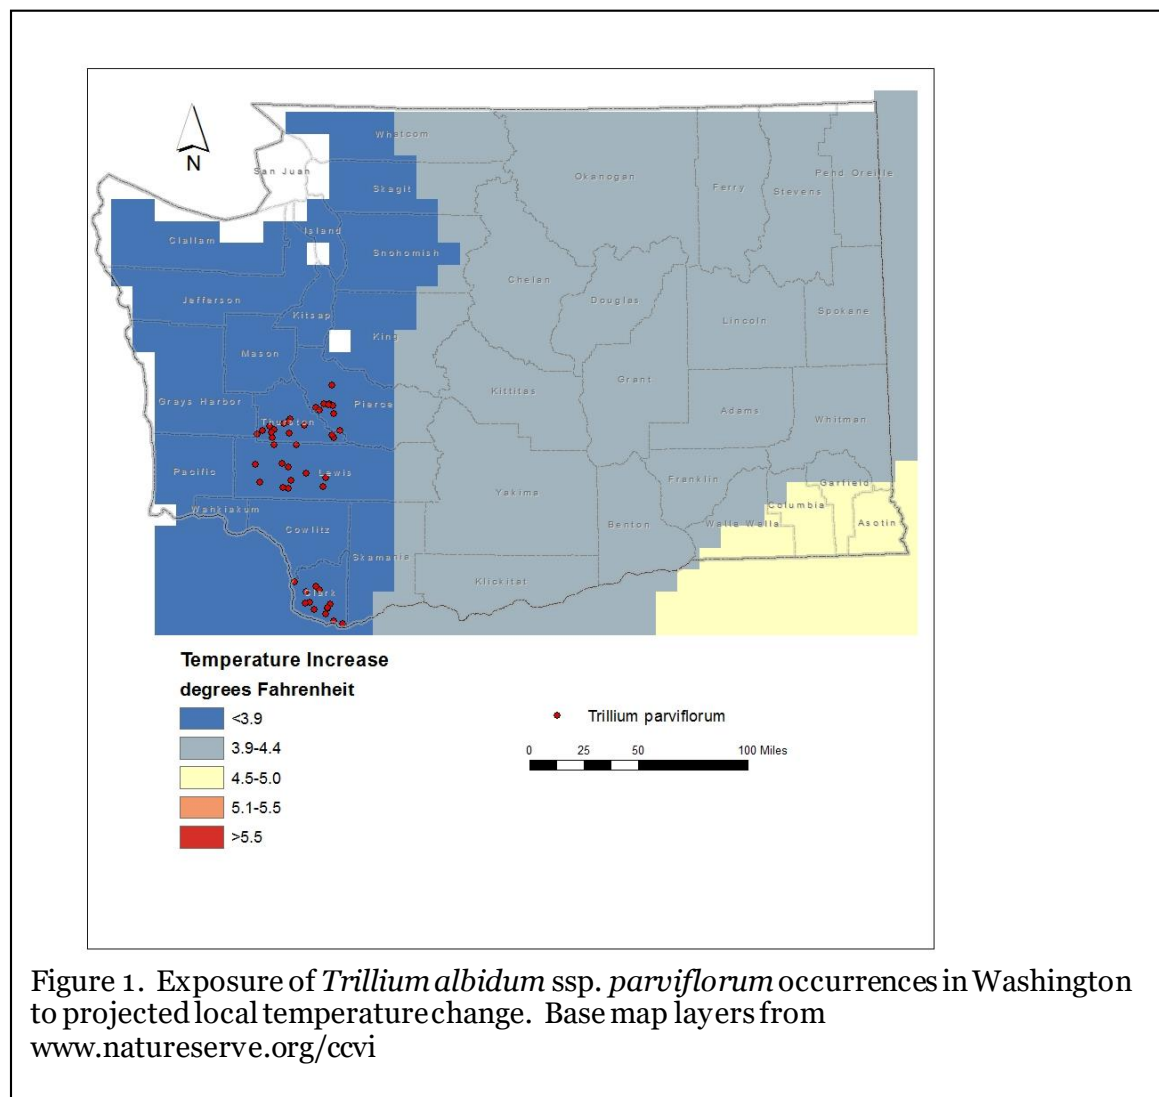 N
Whatcom
San Juan
Skagit
Okanogan
Ferry
Stevens
Pend Oreille
Clallam
Island
Snohomish
Chelan
Jefferson
Kitsap
King
Douglas
Lincoln
Spokane
Mason
Kittitas
Grant
Grays Harbor
Pierce
Thurston
Adams
Whitman
Pacific
Lewis
Yakima
Franklin
Garfield
Columbia
Wahkiakum
Cowlitz
Benton
Walla Walla
Asotin
Skamania
Klickitat
Clark
Temperature Increase
degrees Fahrenheit
<3.9
3.9-4.4
4.5-5.0
5.1-5.5
>5.5
Trillium parviflorum
0 25 50 100 Miles
Figure 1. Exposure of Trillium albidum ssp. parviflorum occurrences in Washington
to projected local temperature change. Base map layers from
www.natureserve.org/ccvi